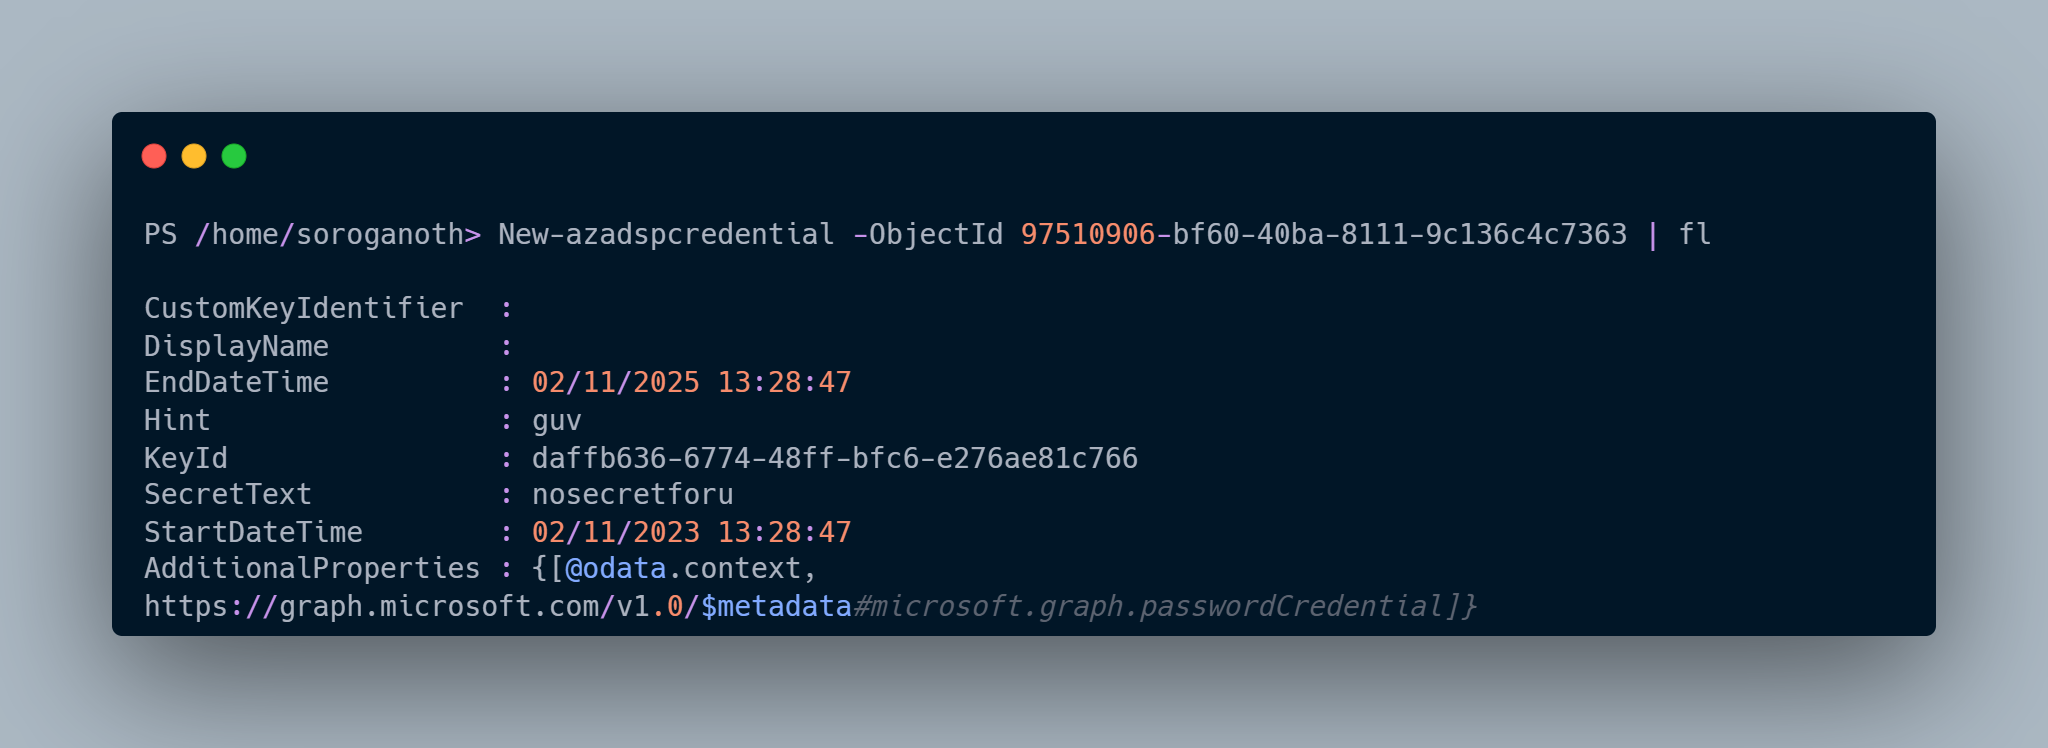 PS /home/soroganoth> New-azadspcredential -ObjectId 97510906-bf60-40ba-8111-9c136c4c7363 | fl
CustomKeyIdentifier :
DisplayName :
EndDateTime : 02/11/2025 13:28:47
Hint : guv
KeyId : daffb636-6774-48ff-bfc6-e276ae81c766
SecretText : nosecretforu
StartDateTime : 02/11/2023 13:28:47
AdditionalProperties : {[@odata.context,
https://graph.microsoft.com/v1.0/$metadata#microsoft.graph.passwordCredential]}